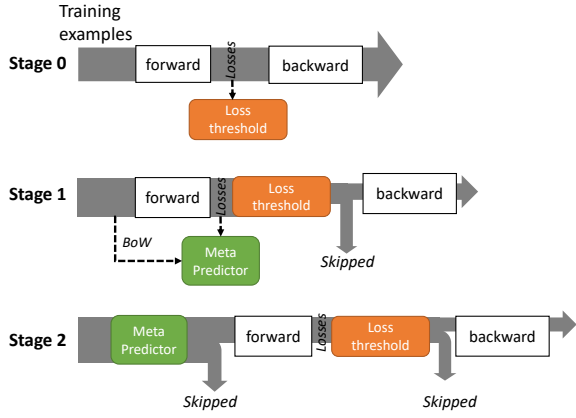 Training
examples
Stage 0
forward
Losses
backward
Loss
threshold
Stage 1
forward
Losses
Loss
threshold
backward
BoW
Meta
Predictor
Skipped
Stage 2
Meta
Predictor
forward
Losses
Loss
threshold
backward
Skipped
Skipped